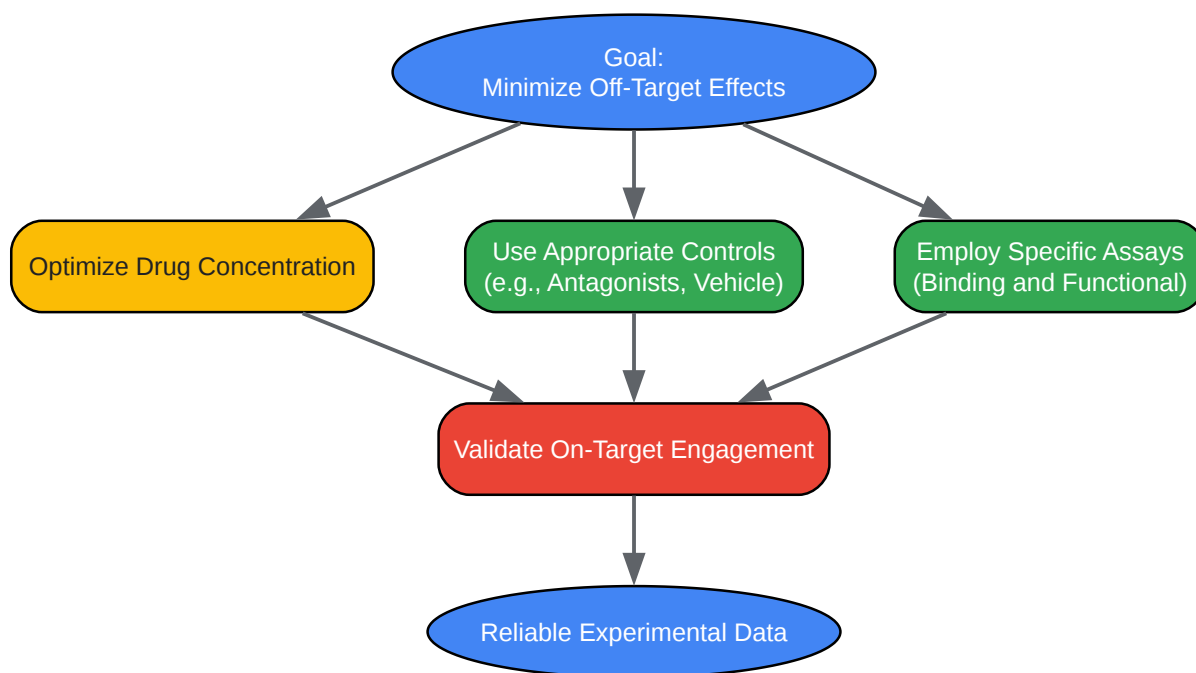 Goal:
Minimize Off-Target Effects
Optimize Drug Concentration
Use Appropriate Controls
(e.g., Antagonists, Vehicle)
Employ Specific Assays
(Binding and Functional)
Validate On-Target Engagement
Reliable Experimental Data